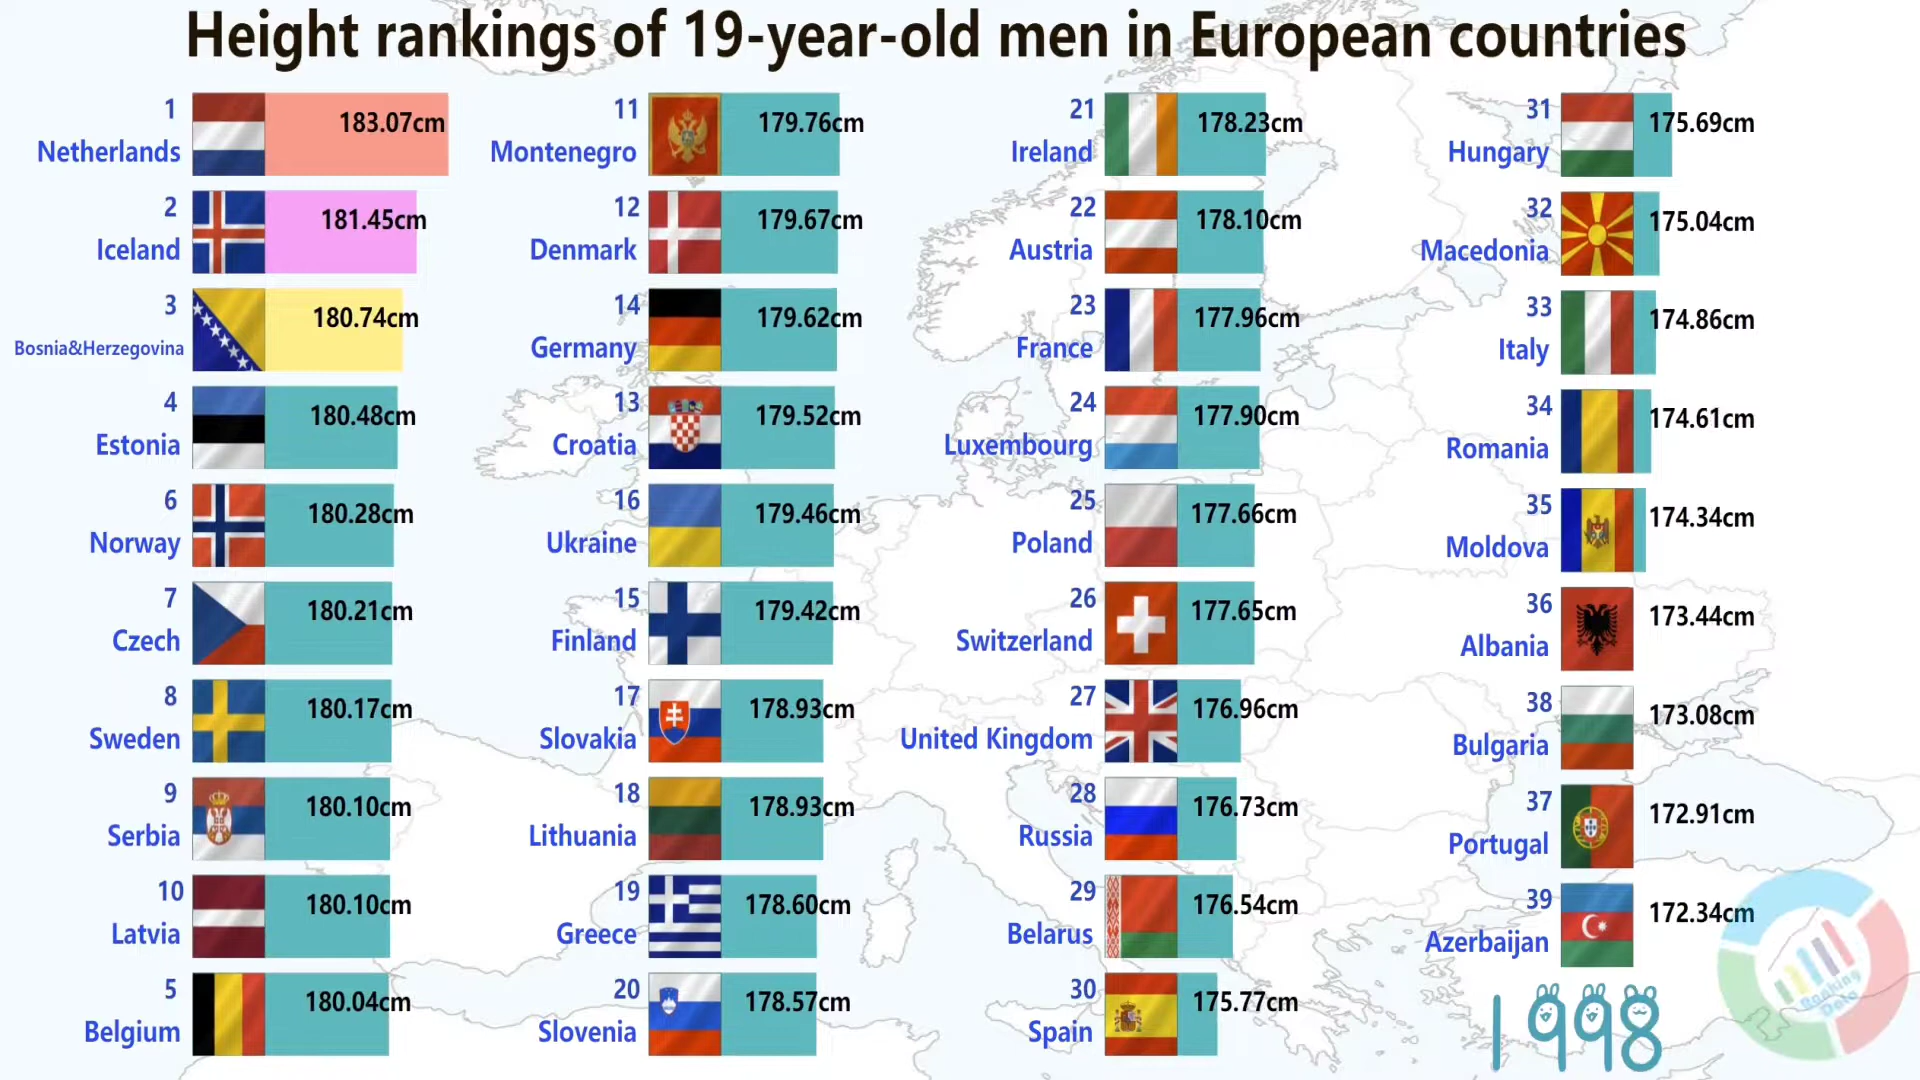 Height rankings of 19-year-old men in European countries
1
Netherlands
183.07cm
2
Iceland
181.45cm
3
Bosnia&Herzegovina
180.74cm
4
Estonia
180.48cm
6
Norway
180.28cm
7
Czech
180.21cm
8
Sweden
180.17cm
9
Serbia
180.10cm
10
Latvia
180.10cm
5
Belgium
180.04cm
11
Montenegro
179.76cm
12
Denmark
179.67cm
14
Germany
179.62cm
13
Croatia
179.52cm
16
Ukraine
179.46cm
15
Finland
179.42cm
17
Slovakia
178.93cm
18
Lithuania
178.93cm
19
Greece
178.60cm
20
Slovenia
178.57cm
21
Ireland
178.23cm
22
Austria
178.10cm
23
France
177.96cm
24
Luxembourg
177.90cm
25
Poland
177.66cm
26
Switzerland
177.65cm
27
United Kingdom
176.96cm
28
Russia
176.73cm
29
Belarus
176.54cm
30
Spain
175.77cm
31
Hungary
175.69cm
32
Macedonia
175.04cm
33
Italy
174.86cm
34
Romania
174.61cm
35
Moldova
174.34cm
36
Albania
173.44cm
38
Bulgaria
173.08cm
37
Portugal
172.91cm
39
Azerbaijan
172.34cm
1998
Ranking
Data